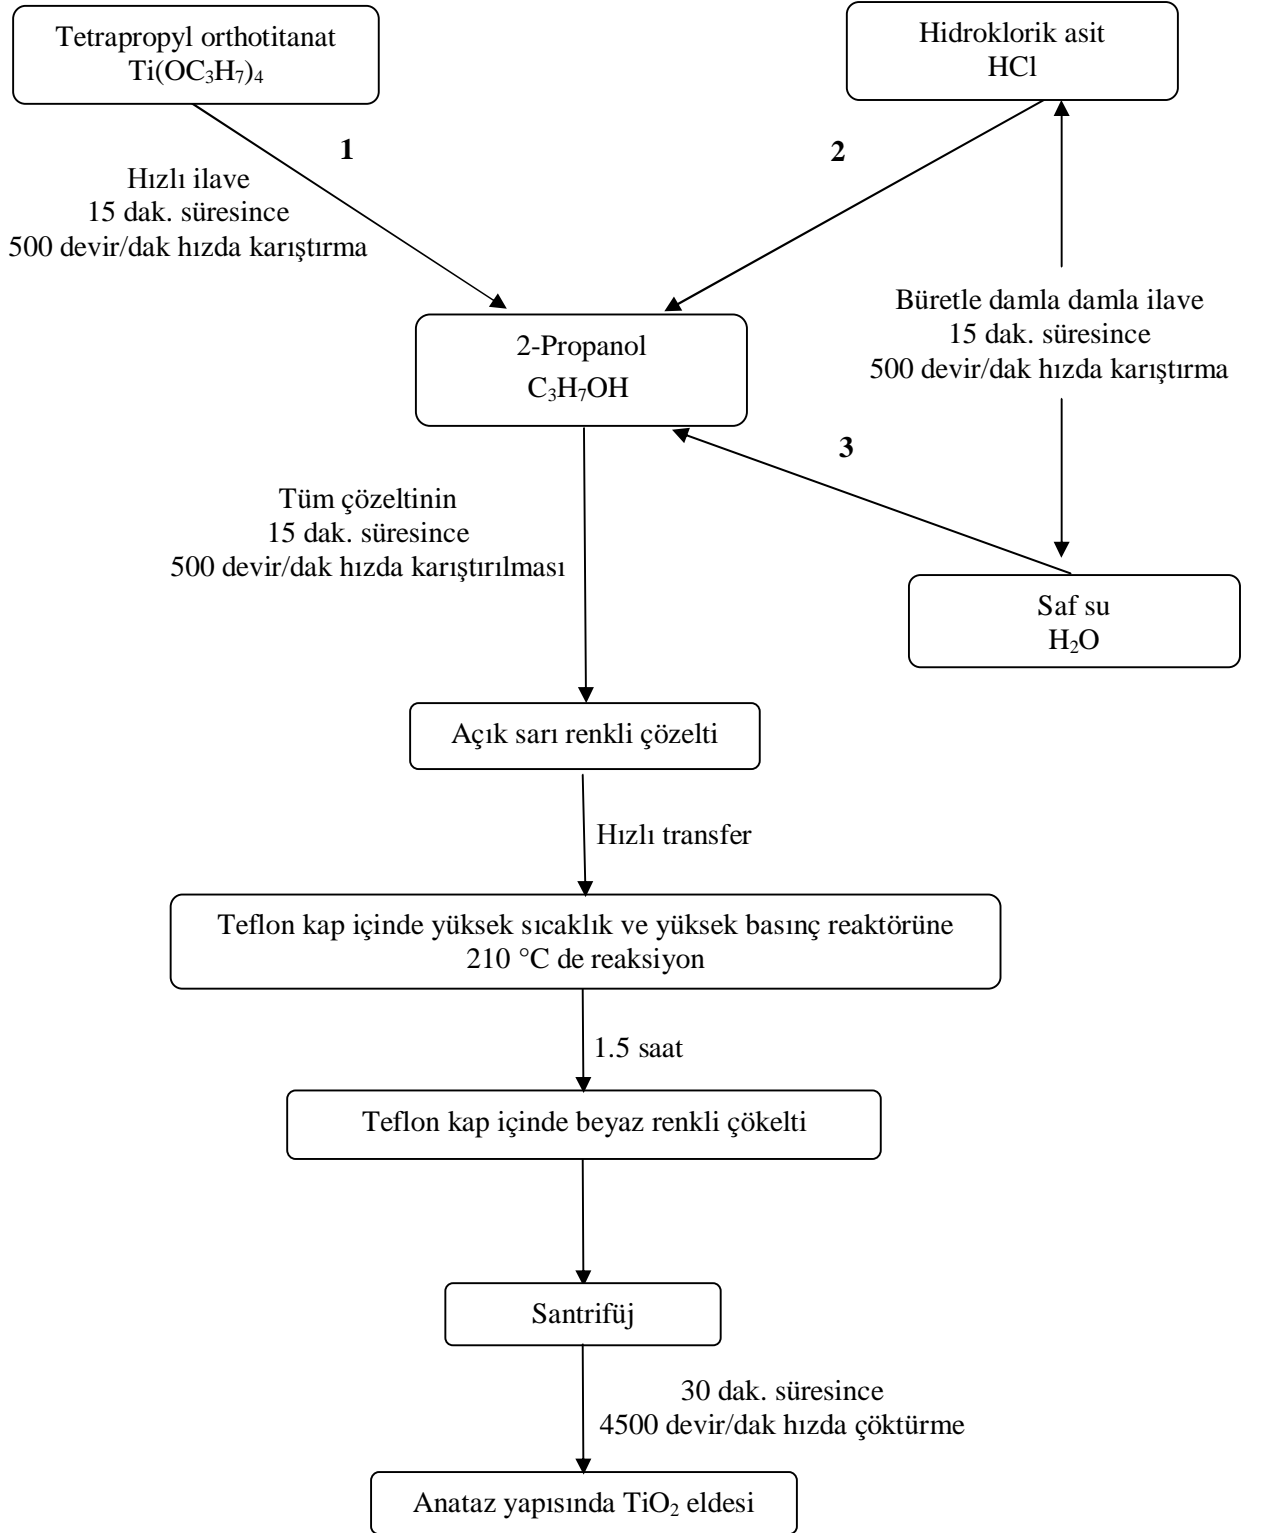 Tetrapropyl orthotitanat
Ti(OC₃H₇)₄
Hidroklorik asit
HCl
1
2
Hızlı ilave
15 dak. süresince
500 devir/dak hızda karıştırma
Büretle damla damla ilave
15 dak. süresince
500 devir/dak hızda karıştırma
2-Propanol
C₃H₇OH
3
Tüm çözeltinin
15 dak. süresince
500 devir/dak hızda karıştırılması
Saf su
H₂O
Açık sarı renkli çözelti
Hızlı transfer
Teflon kap içinde yüksek sıcaklık ve yüksek basınç reaktörüne
210 °C de reaksiyon
1.5 saat
Teflon kap içinde beyaz renkli çökelti
Santrifüj
30 dak. süresince
4500 devir/dak hızda çöktürme
Anataz yapısında TiO₂ eldesi